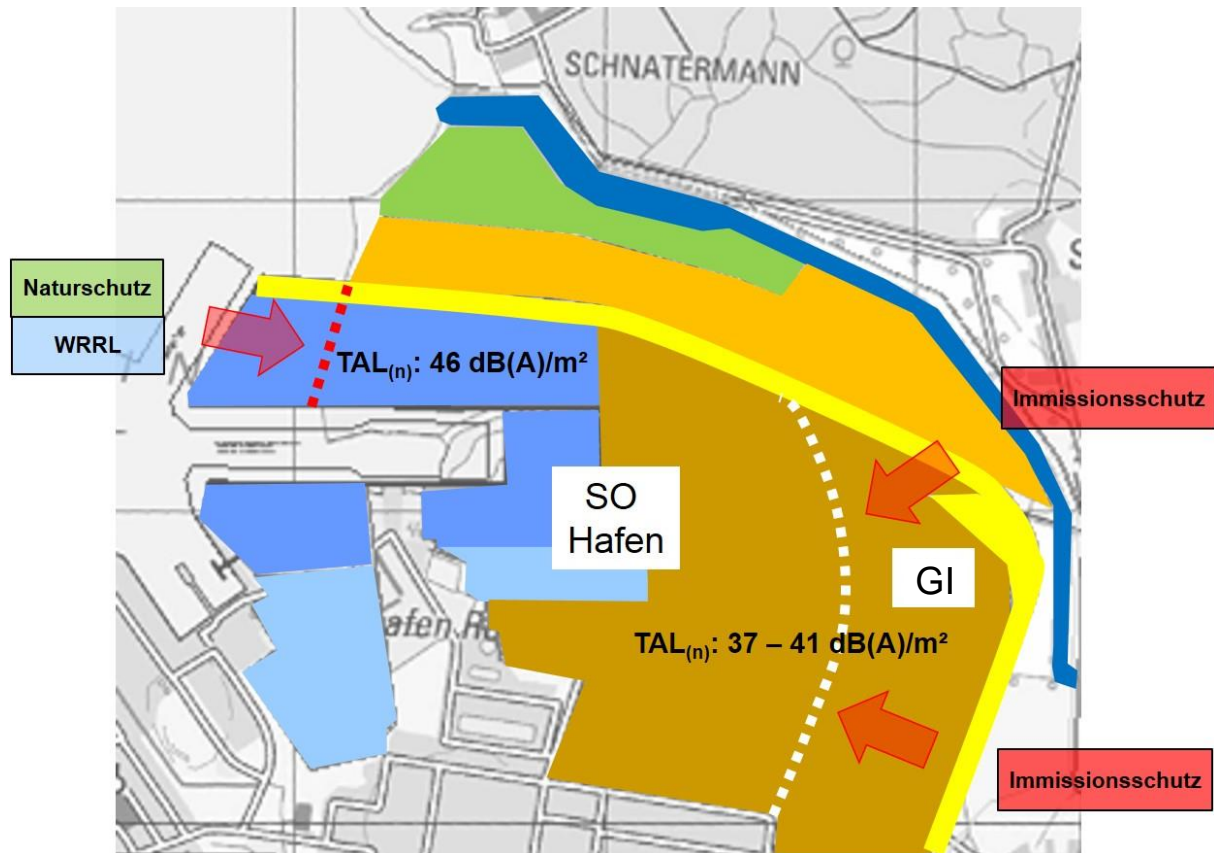 SCHNATERMANN
Naturschutz
WRRL
TAL(n): 46 dB(A)/m²
Immissionsschutz
SO
Hafen
GI
TAL(n): 37 – 41 dB(A)/m²
Immissionsschutz